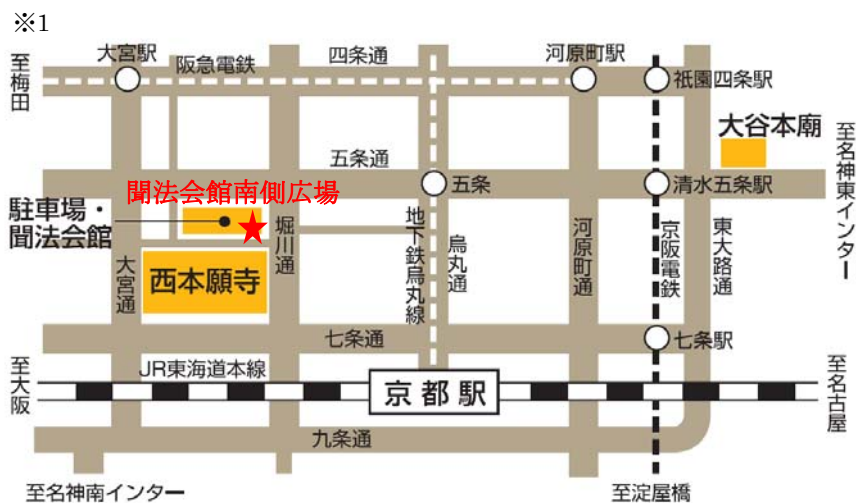 ※1
大宮駅
阪急電鉄
四条通
河原町駅
至梅田
祇園四条駅
大谷本廟
至名神東インター
五条通
五条
清水五条駅
聞法会館南側広場
駐車場・
聞法会館
堀川通
地下鉄烏丸線
烏丸通
河原町通
京阪電鉄
東大路通
大宮通
西本願寺
七条通
七条駅
至大阪
JR東海道本線
京都駅
至名古屋
九条通
至名神南インター
至淀屋橋